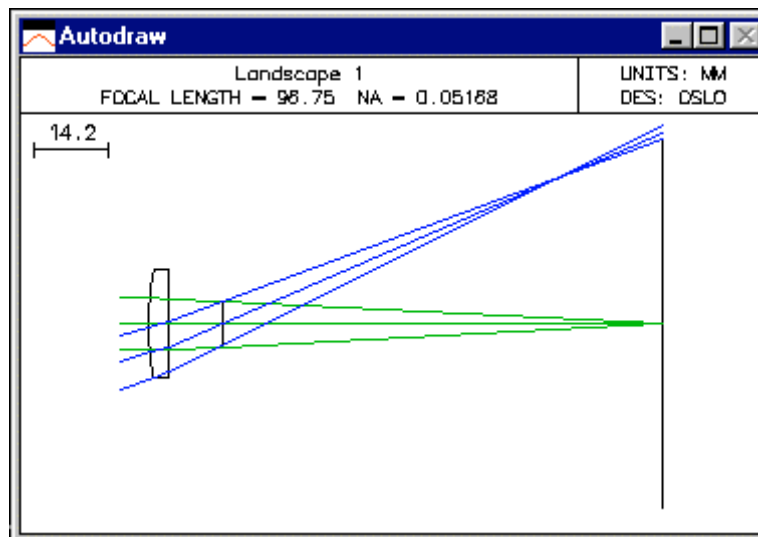 Autodraw
Landscape 1
FOCAL LENGTH = 96.75 NA = 0.05168
UNITS: MM
DES: OSLO
14.2